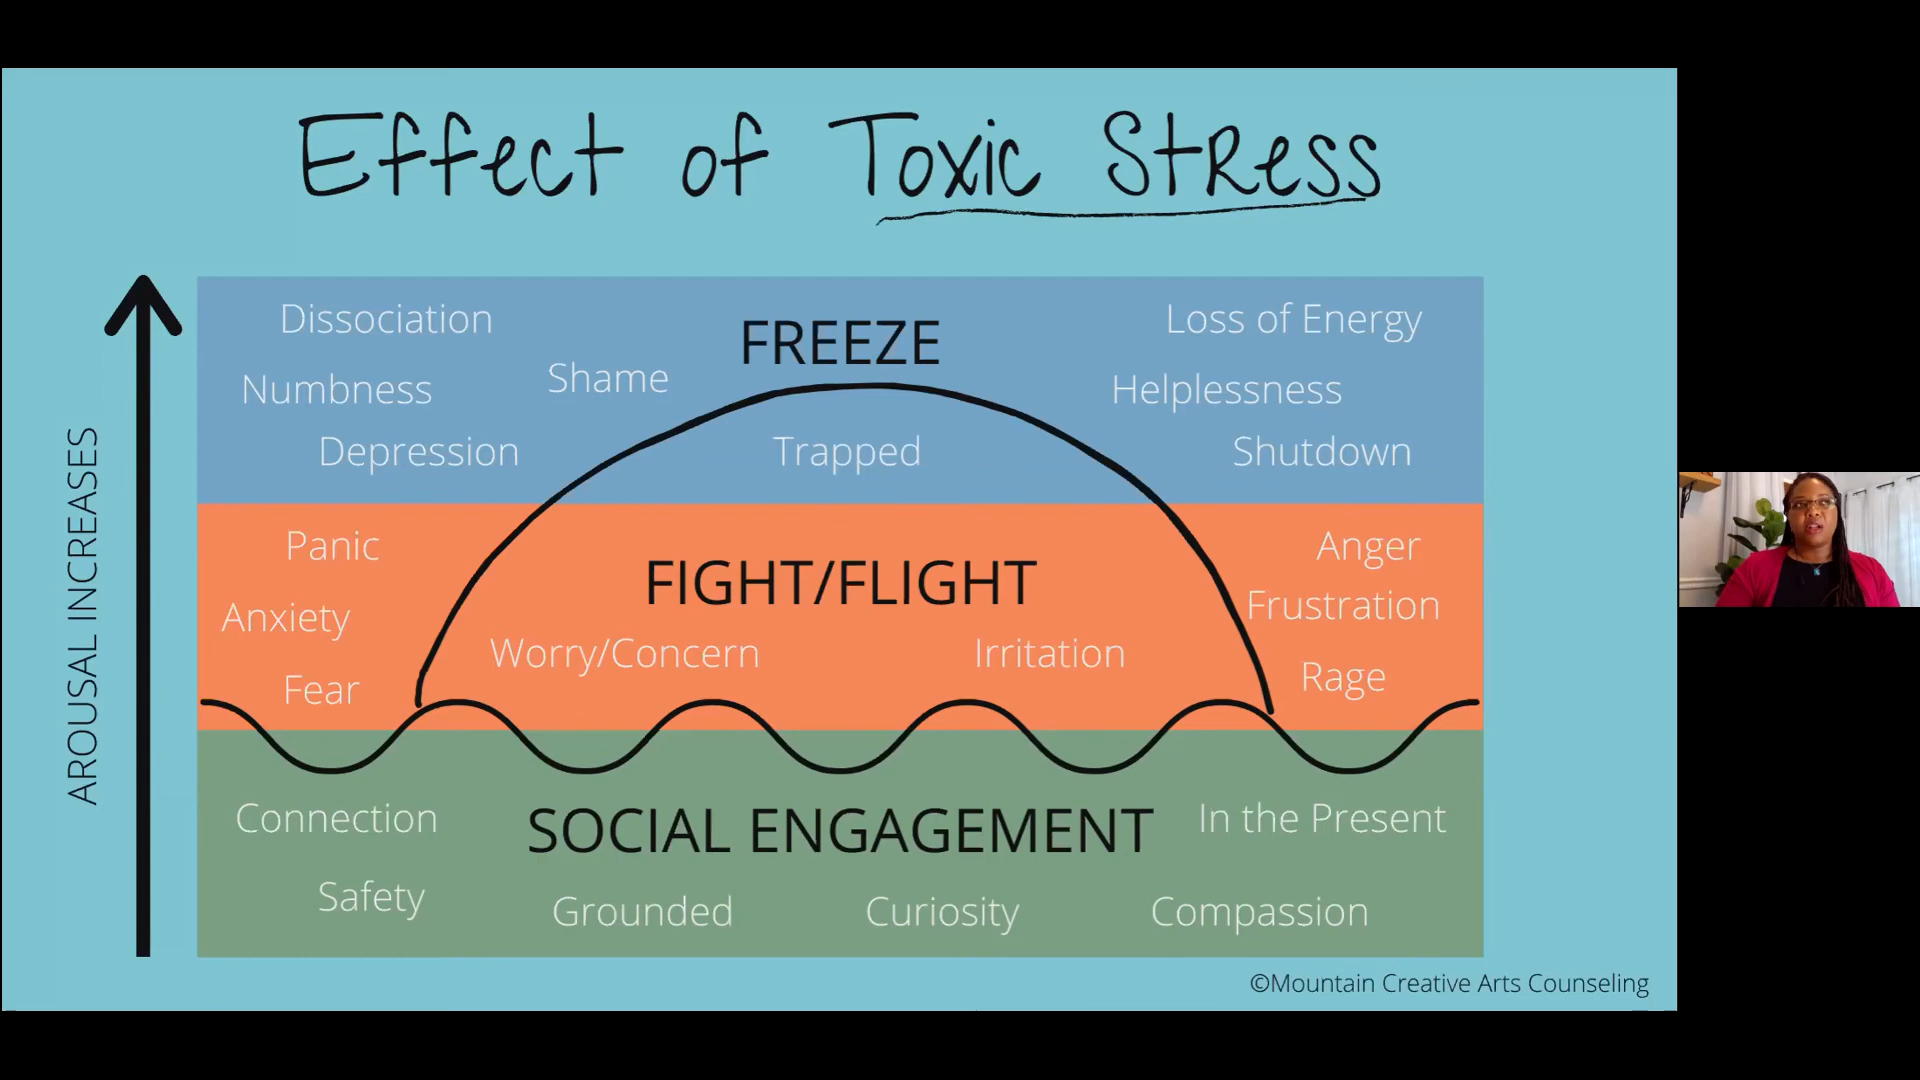 Effect of Toxic Stress
AROUSAL INCREASES
Dissociation
FREEZE
Loss of Energy
Numbness
Shame
Helplessness
Depression
Trapped
Shutdown
Panic
FIGHT/FLIGHT
Anger
Anxiety
Frustration
Worry/Concern
Irritation
Fear
Rage
Connection
SOCIAL ENGAGEMENT
In the Present
Safety
Grounded
Curiosity
Compassion
©Mountain Creative Arts Counseling